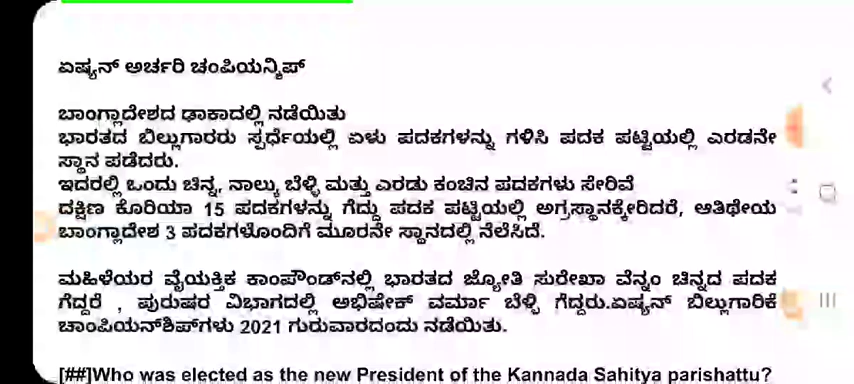 ಏಷ್ಯನ್ ಅರ್ಚರಿ ಚಂಪಿಯನ್ಶಿಪ್
ಬಾಂಗ್ಲಾದೇಶದ ಢಾಕಾದಲ್ಲಿ ನಡೆಯಿತು
ಭಾರತದ ಬಿಲ್ಲುಗಾರರು ಸ್ಪರ್ಧೆಯಲ್ಲಿ ಏಳು ಪದಕಗಳನ್ನು ಗಳಿಸಿ ಪದಕ ಪಟ್ಟಿಯಲ್ಲಿ ಎರಡನೇ
ಸ್ಥಾನ ಪಡೆದರು.
ಇದರಲ್ಲಿ ಒಂದು ಚಿನ್ನ, ನಾಲ್ಕು ಬೆಳ್ಳಿ ಮತ್ತು ಎರಡು ಕಂಚಿನ ಪದಕಗಳು ಸೇರಿವೆ
ದಕ್ಷಿಣ ಕೊರಿಯಾ 15 ಪದಕಗಳನ್ನು ಗೆದ್ದು ಪದಕ ಪಟ್ಟಿಯಲ್ಲಿ ಅಗ್ರಸ್ಥಾನಕ್ಕೇರಿದರೆ, ಆತಿಥೇಯ
ಬಾಂಗ್ಲಾದೇಶ 3 ಪದಕಗಳೊಂದಿಗೆ ಮೂರನೇ ಸ್ಥಾನದಲ್ಲಿ ನೆಲೆಸಿದೆ.
ಮಹಿಳೆಯರ ವೈಯಕ್ತಿಕ ಕಾಂಪೌಂಡ್‌ನಲ್ಲಿ ಭಾರತದ ಜ್ಯೋತಿ ಸುರೇಖಾ ವೆನ್ನಂ ಚಿನ್ನದ ಪದಕ
ಗೆದ್ದರೆ , ಪುರುಷರ ವಿಭಾಗದಲ್ಲಿ ಅಭಿಷೇಕ್ ವರ್ಮಾ ಬೆಳ್ಳಿ ಗೆದ್ದರು.ಏಷ್ಯನ್ ಬಿಲ್ಲುಗಾರಿಕೆ
ಚಾಂಪಿಯನ್‌ಶಿಪ್‌ಗಳು 2021 ಗುರುವಾರದಂದು ನಡೆಯಿತು.
[##]Who was elected as the new President of the Kannada Sahitya parishattu?